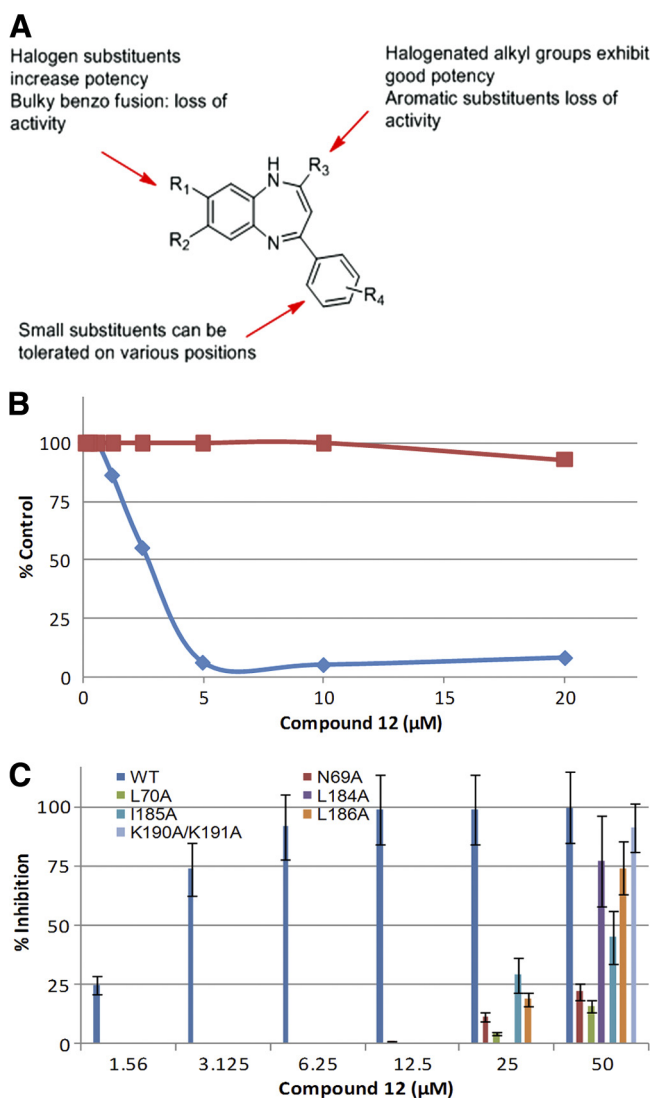 A
Halogen substituents
increase potency
Bulky benzo fusion: loss of
activity
Halogenated alkyl groups exhibit
good potency
Aromatic substituents loss of
activity
H
N
R3
R1
R2
N
R4
Small substituents can be
tolerated on various positions
B
100
75
50
25
0
% Control
0 5 10 15 20
Compound 12 (µM)
C
WT N69A
L70A L184A
I185A L186A
K190A/K191A
100
75
50
25
0
% Inhibition
1.56 3.125 6.25 12.5 25 50
Compound 12 (µM)